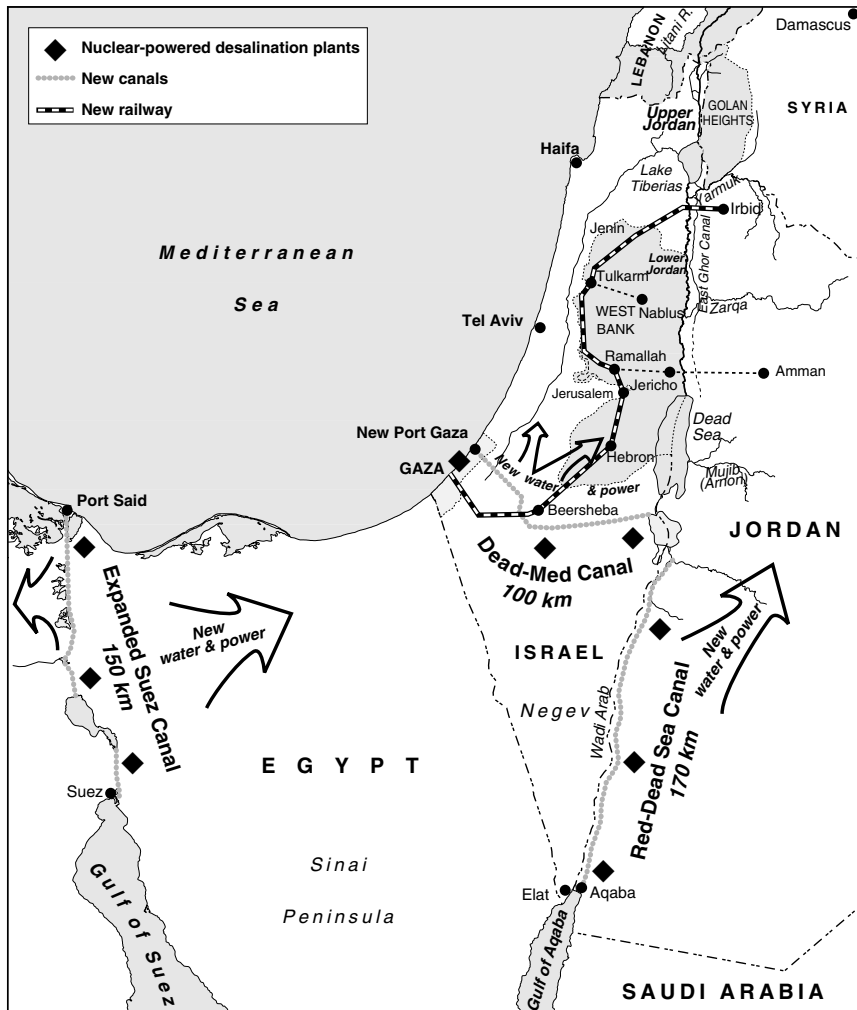 Nuclear-powered desalination plants
New canals
New railway
Damascus
LEBANON
Litani R.
Upper
Jordan
GOLAN
HEIGHTS
SYRIA
Haifa
Lake
Tiberias
Yarmuk
Irbid
Mediterranean
Sea
Jenin
Lower
Jordan
East Ghor Canal
Tulkarm
WEST
BANK
Nablus
Zarqa
Tel Aviv
Ramallah
Jericho
Amman
Jerusalem
New Port Gaza
GAZA
New water
& power
Hebron
Dead
Sea
Mujib
(Arnon)
Port Said
Beersheba
JORDAN
Dead-Med Canal
100 km
Expanded Suez Canal
150 km
New
water & power
ISRAEL
Negev
Wadi Arab
New
water & power
Red-Dead Sea Canal
170 km
EGYPT
Suez
Sinai
Peninsula
Gulf of Suez
Elat
Aqaba
Gulf of Aqaba
SAUDI ARABIA